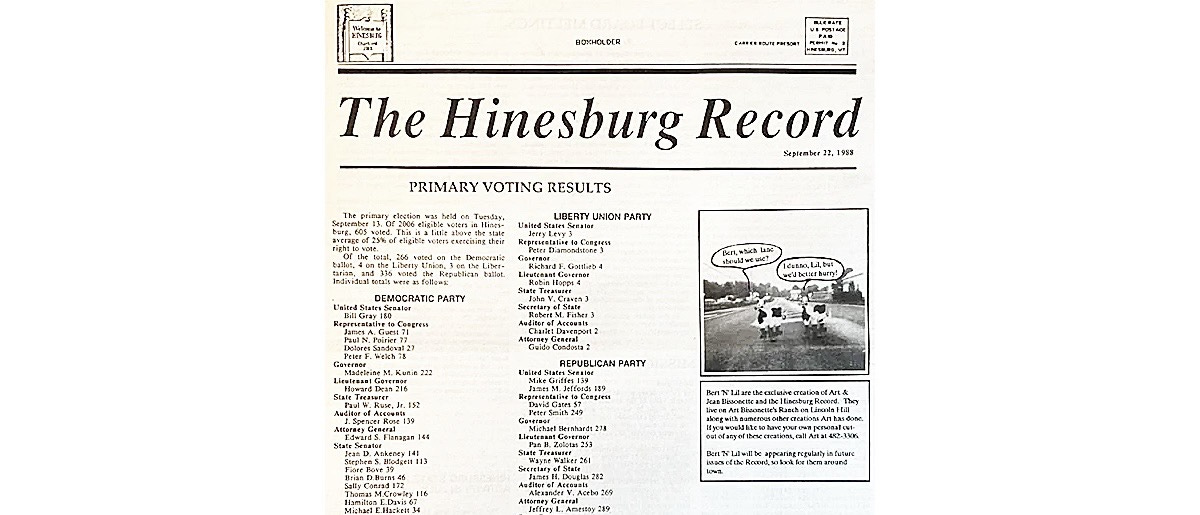 Welcome to
HINESBURG
Chartered
1762
BOXHOLDER
CARRIER ROUTE PRESORT
BULK RATE
U S POSTAGE
PAID
PERMIT No 3
HINESBURG, VT
The Hinesburg Record
September 22, 1988
PRIMARY VOTING RESULTS
The primary election was held on Tuesday,
September 13. Of 2006 eligible voters in Hines-
burg, 605 voted. This is a little above the state
average of 25% of eligible voters exercising their
right to vote.
Of the total, 266 voted on the Democratic
ballot, 4 on the Liberty Union, 3 on the Liber-
tarian, and 336 voted the Republican ballot.
Individual totals were as follows:
DEMOCRATIC PARTY
United States Senator
Bill Gray 180
Representative to Congress
James A. Guest 71
Paul N. Poirier 77
Dolores Sandoval 27
Peter F. Welch 78
Governor
Madeleine M. Kunin 222
Lieutenant Governor
Howard Dean 216
State Treasurer
Paul W. Ruse, Jr. 152
Auditor of Accounts
J. Spencer Rose 139
Attorney General
Edward S. Flanagan 144
State Senator
Jean D. Ankeney 141
Stephen S. Blodgett 113
Fiore Bove 39
Brian D.Burns 46
Sally Conrad 172
Thomas M.Crowley 116
Hamilton E.Davis 67
Michael E.Hackett 34
LIBERTY UNION PARTY
United States Senator
Jerry Levy 3
Representative to Congress
Peter Diamondstone 3
Governor
Richard F. Gottlieb 4
Lieutenant Governor
Robin Hopps 4
State Treasurer
John V. Craven 3
Secretary of State
Robert M. Fisher 3
Auditor of Accounts
Charlet Davenport 2
Attorney General
Guido Condosta 2
REPUBLICAN PARTY
United States Senator
Mike Griffes 139
James M. Jeffords 189
Representative to Congress
David Gates 57
Peter Smith 249
Governor
Michael Bernhardt 278
Lieutenant Governor
Pan B. Zolotas 253
State Treasurer
Wayne Walker 261
Secretary of State
James H. Douglas 282
Auditor of Accounts
Alexander V. Acebo 269
Attorney General
Jeffrey L. Amestoy 289
Bert, which lane
should we use?
I dunno, Lil, but
we'd better hurry!
Bert 'N' Lil are the exclusive creation of Art &
Jean Bissonette and the Hinesburg Record. They
live on Art Bissonette's Ranch on Lincoln Hill
along with numerous other creations Art has done.
If you would like to have your own personal cut-
out of any of these creations, call Art at 482-3306.
Bert 'N' Lil will be appearing regularly in future
issues of the Record, so look for them around
town.